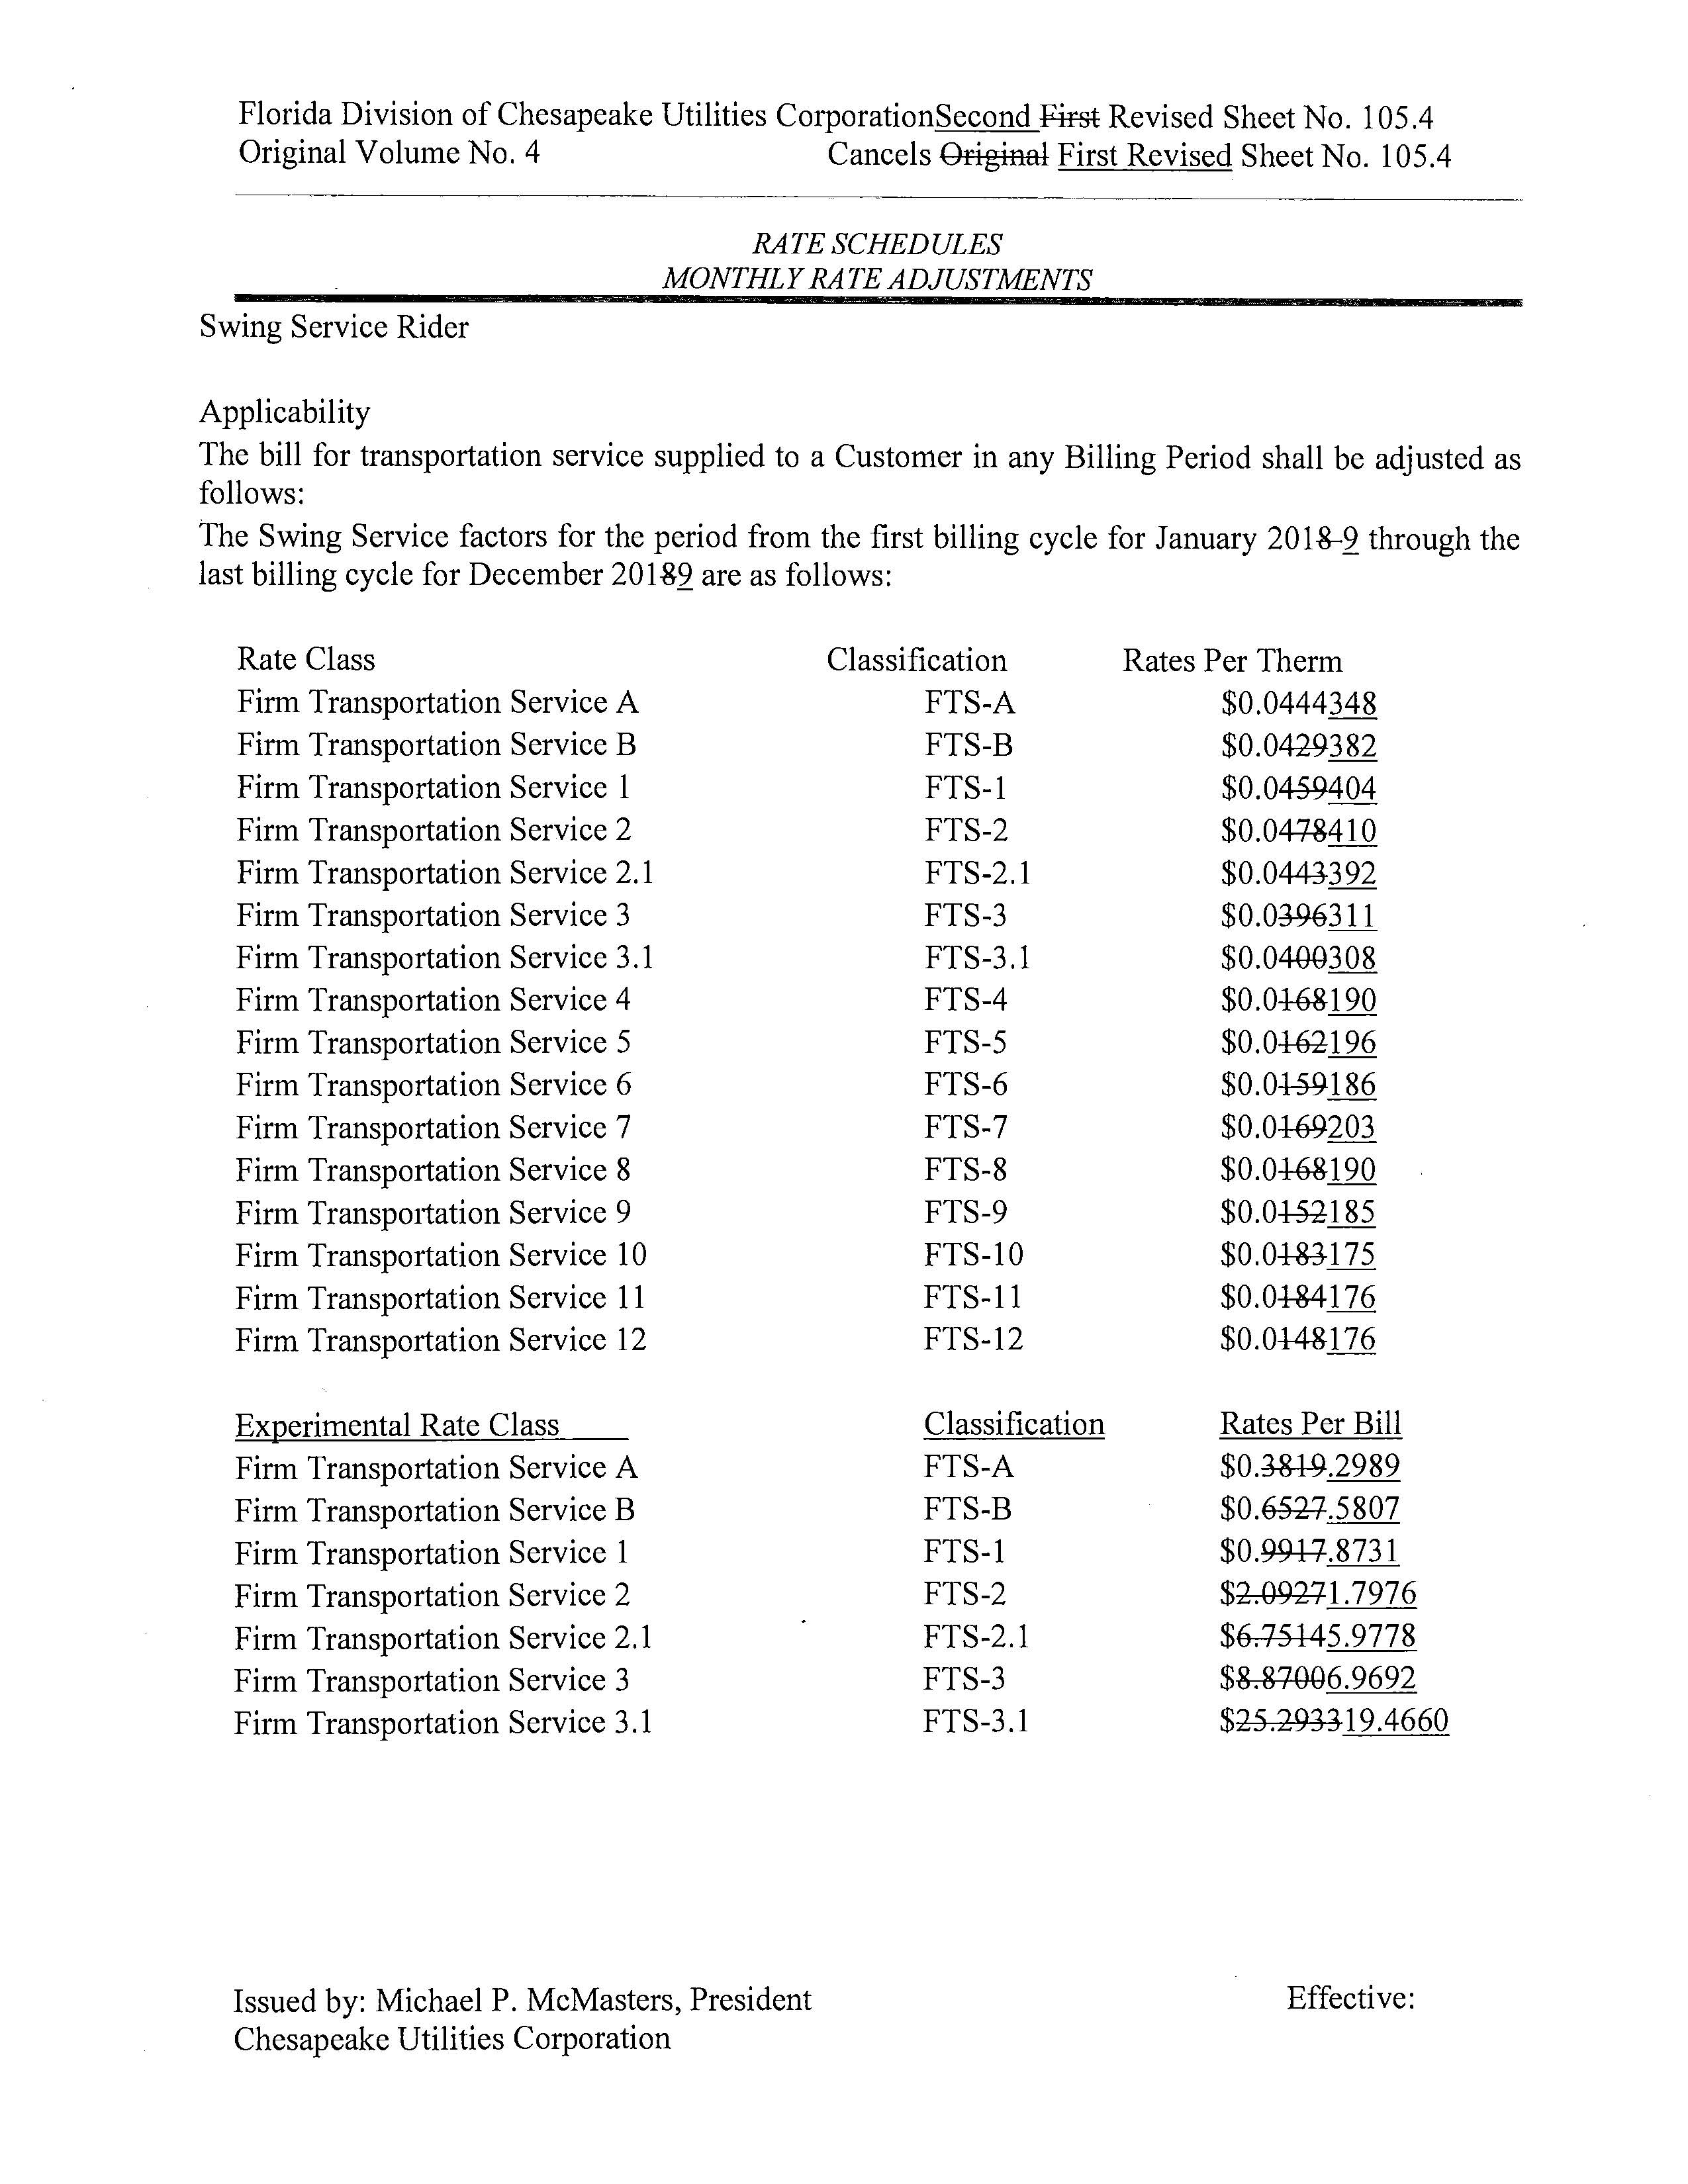 Florida Division of Chesapeake Utilities CorporationSecond First Revised Sheet No. 105.4
Original Volume No. 4 Cancels Original First Revised Sheet No. 105.4
RATE SCHEDULES
MONTHLY RATE ADJUSTMENTS
Swing Service Rider
Applicability
The bill for transportation service supplied to a Customer in any Billing Period shall be adjusted as
follows:
The Swing Service factors for the period from the first billing cycle for January 2018-9 through the
last billing cycle for December 20189 are as follows:
Rate Class Classification Rates Per Therm
Firm Transportation Service A FTS-A $0.0444348
Firm Transportation Service B FTS-B $0.0429382
Firm Transportation Service 1 FTS-1 $0.0459404
Firm Transportation Service 2 FTS-2 $0.0478410
Firm Transportation Service 2.1 FTS-2.1 $0.0443392
Firm Transportation Service 3 FTS-3 $0.0396311
Firm Transportation Service 3.1 FTS-3.1 $0.0400308
Firm Transportation Service 4 FTS-4 $0.0168190
Firm Transportation Service 5 FTS-5 $0.0162196
Firm Transportation Service 6 FTS-6 $0.0159186
Firm Transportation Service 7 FTS-7 $0.0169203
Firm Transportation Service 8 FTS-8 $0.0168190
Firm Transportation Service 9 FTS-9 $0.0152185
Firm Transportation Service 10 FTS-10 $0.0183175
Firm Transportation Service 11 FTS-11 $0.0184176
Firm Transportation Service 12 FTS-12 $0.0148176
Experimental Rate Class Classification Rates Per Bill
Firm Transportation Service A FTS-A $0.3819.2989
Firm Transportation Service B FTS-B $0.6527.5807
Firm Transportation Service 1 FTS-1 $0.9917.8731
Firm Transportation Service 2 FTS-2 $2.09271.7976
Firm Transportation Service 2.1 FTS-2.1 $6.75145.9778
Firm Transportation Service 3 FTS-3 $8.87006.9692
Firm Transportation Service 3.1 FTS-3.1 $25.293319.4660
Issued by: Michael P. McMasters, President Effective:
Chesapeake Utilities Corporation